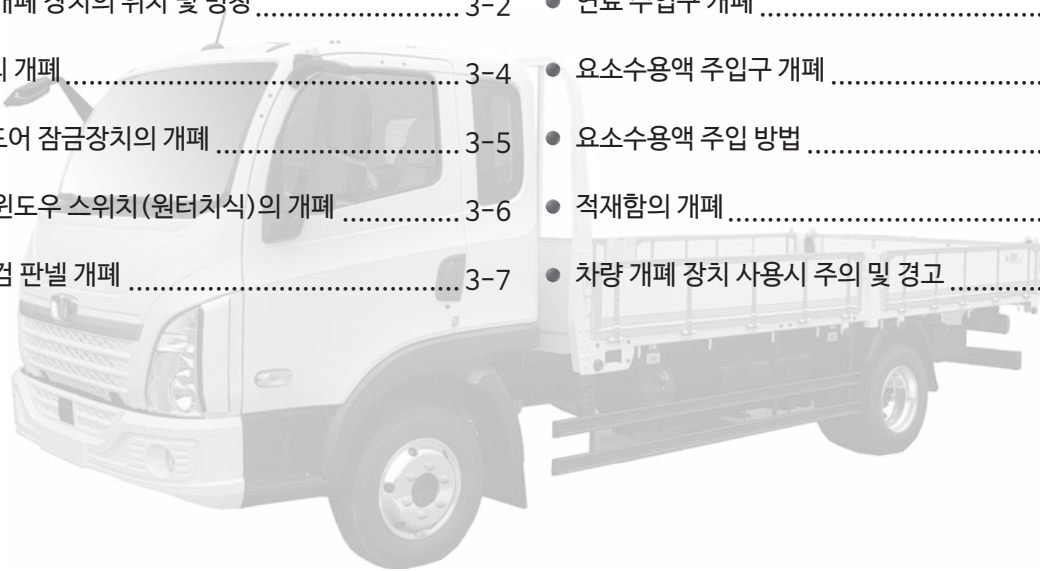 개폐 장치의 위치 및 명칭 3-2
의 개폐 3-4
도어 잠금장치의 개폐 3-5
윈도우 스위치(원터치식)의 개폐 3-6
검 판넬 개폐 3-7
● 연료 주입구 개폐
● 요소수용액 주입구 개폐
● 요소수용액 주입 방법
● 적재함의 개폐
● 차량 개폐 장치 사용시 주의 및 경고